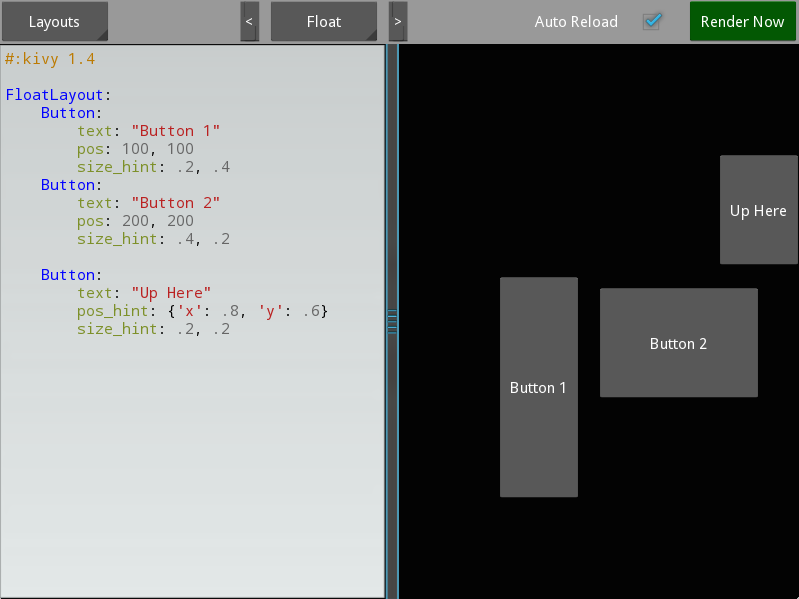 Layouts
<
Float
>
Auto Reload
Render Now
#:kivy 1.4
FloatLayout:
    Button:
        text: "Button 1"
        pos: 100, 100
        size_hint: .2, .4
    Button:
        text: "Button 2"
        pos: 200, 200
        size_hint: .4, .2
    Button:
        text: "Up Here"
        pos_hint: {'x': .8, 'y': .6}
        size_hint: .2, .2
Up Here
Button 2
Button 1